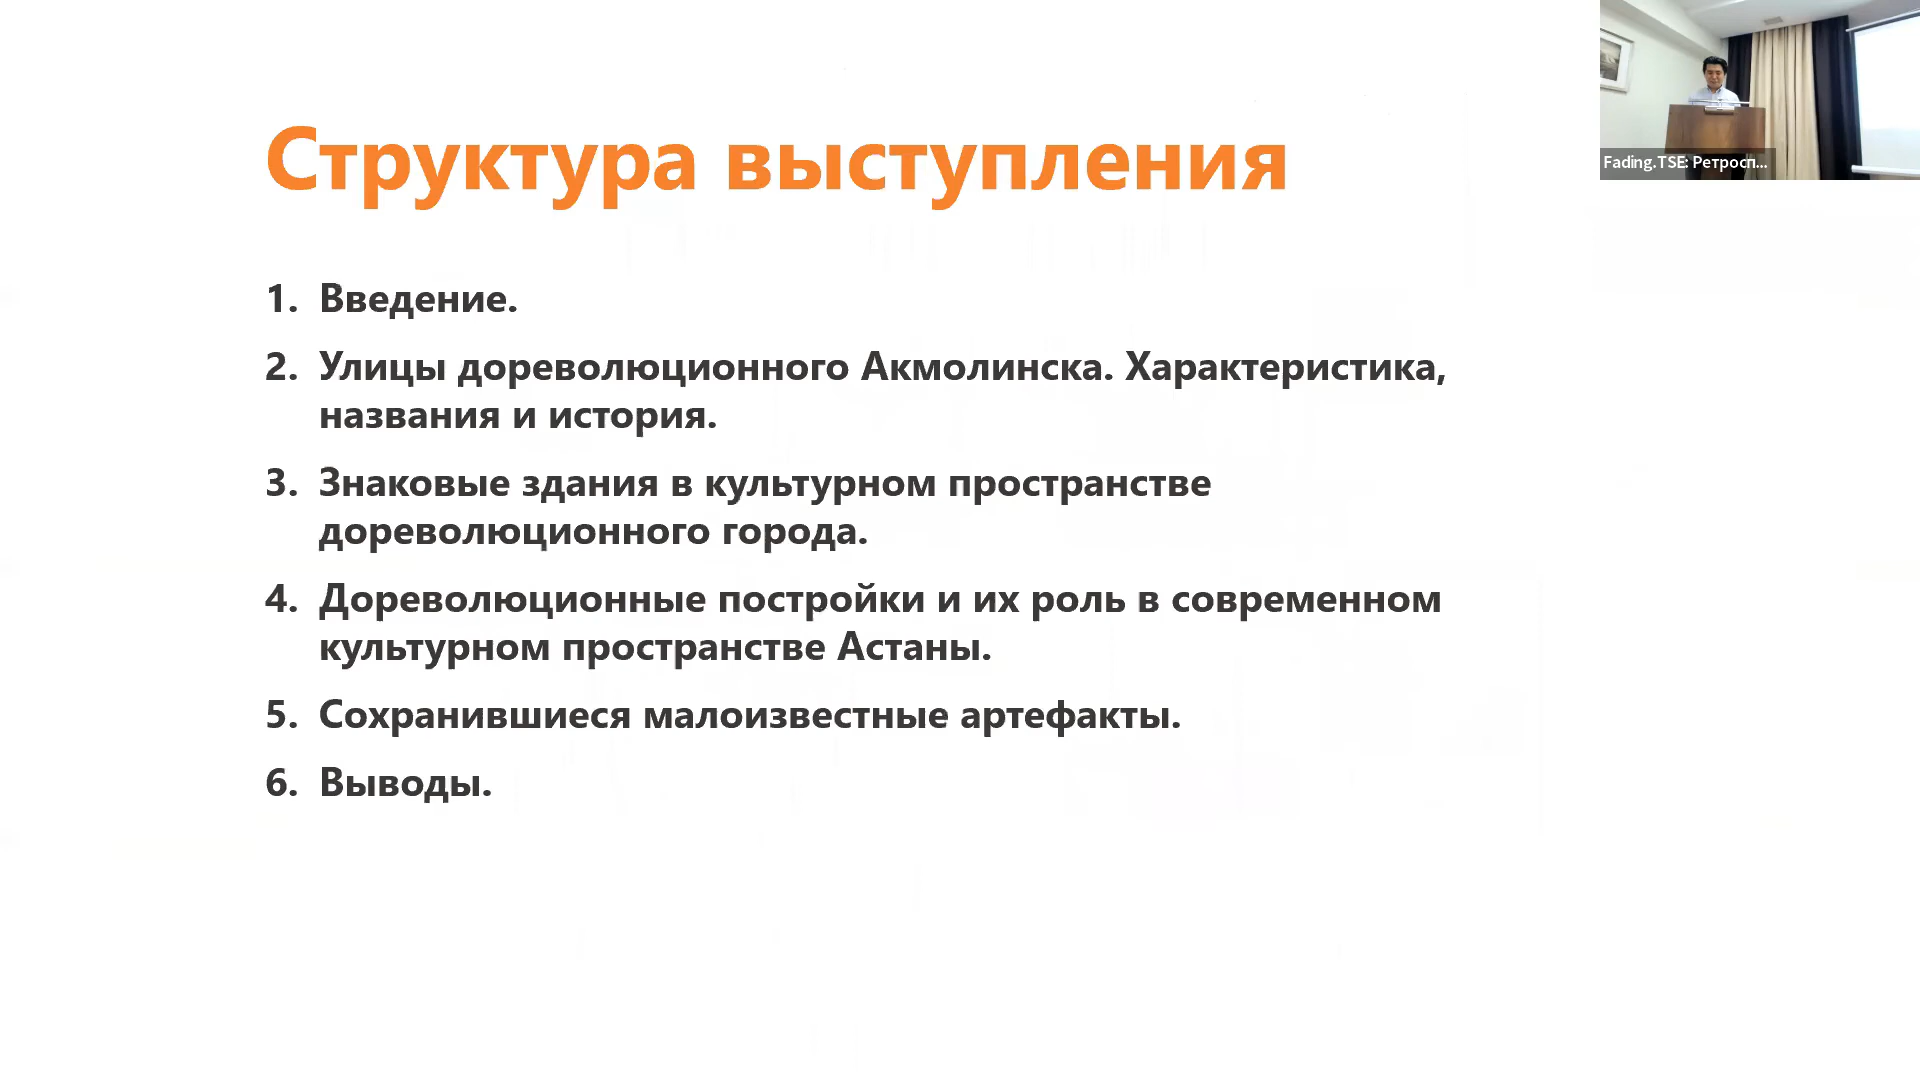 Структура выступления
1. Введение.
2. Улицы дореволюционного Акмолинска. Характеристика,
названия и история.
3. Знаковые здания в культурном пространстве
дореволюционного города.
4. Дореволюционные постройки и их роль в современном
культурном пространстве Астаны.
5. Сохранившиеся малоизвестные артефакты.
6. Выводы.
Fading.TSE: Ретросп...